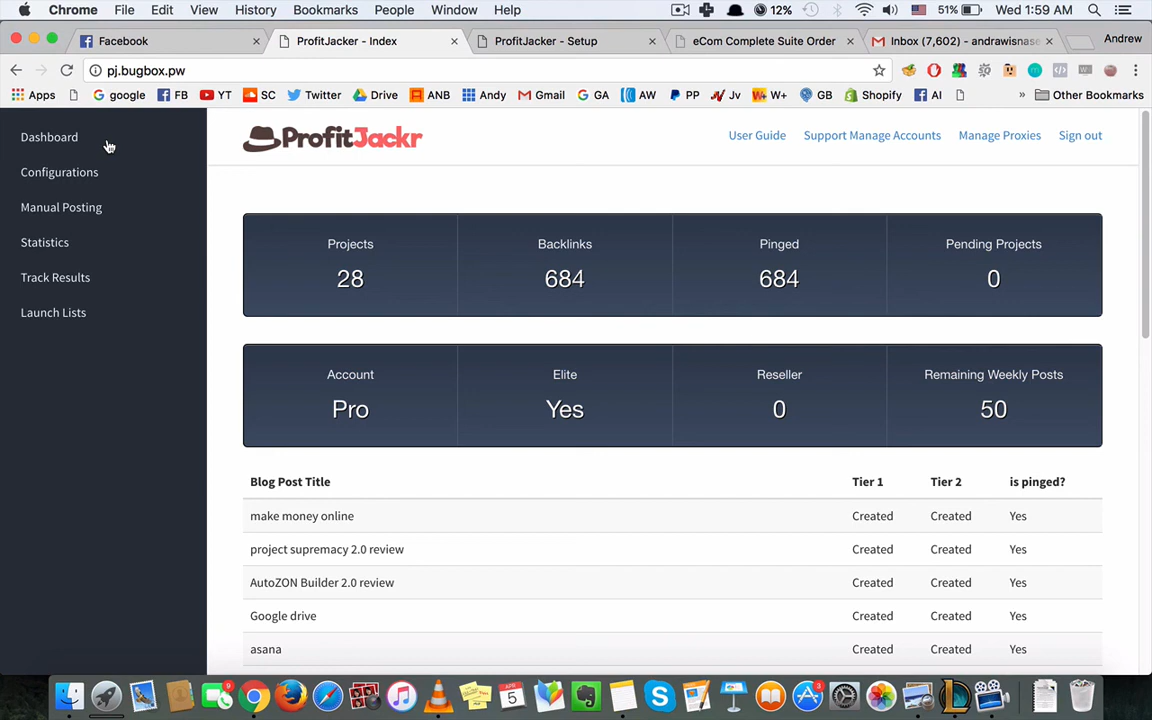 Chrome File Edit View History Bookmarks People Window Help 12% 51% Wed 1:59 AM
Facebook ProfitJacker - Index ProfitJacker - Setup eCom Complete Suite Order Inbox (7,602) - andrawisnase Andrew
pj.bugbox.pw
Apps google FB YT SC Twitter Drive ANB Andy Gmail GA AW PP Jv W+ GB Shopify AI » Other Bookmarks
Dashboard
Configurations
Manual Posting
Statistics
Track Results
Launch Lists
ProfitJackr
User Guide Support Manage Accounts Manage Proxies Sign out
Projects Backlinks Pinged Pending Projects
28 684 684 0
Account Elite Reseller Remaining Weekly Posts
Pro Yes 0 50
Blog Post Title Tier 1 Tier 2 is pinged?
make money online Created Created Yes
project supremacy 2.0 review Created Created Yes
AutoZON Builder 2.0 review Created Created Yes
Google drive Created Created Yes
asana Created Created Yes
9 APR 5 3